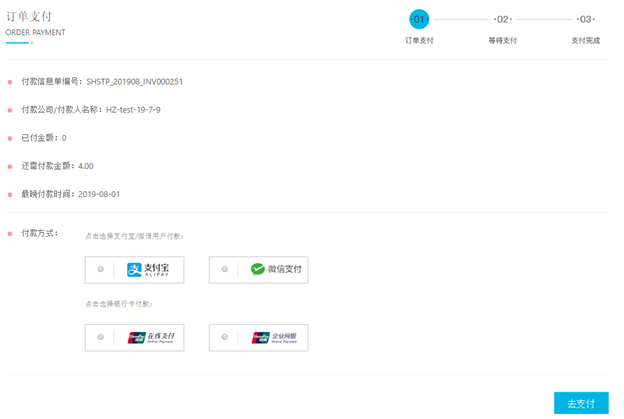 订单支付
ORDER PAYMENT
01
02
03
订单支付
等待支付
支付完成
付款信息单编号：SHSTP_201908_INV000251
付款公司/付款人名称：HZ-test-19-7-9
已付金额：0
还需付款金额：4.00
最晚付款时间：2019-08-01
付款方式：
点击选择支付宝/微信用户付款：
支付宝
ALIPAY
微信支付
点击选择银行卡付款：
UnionPay
银联
在线支付
Online Payment
UnionPay
银联
企业网银
Online Payment
去支付